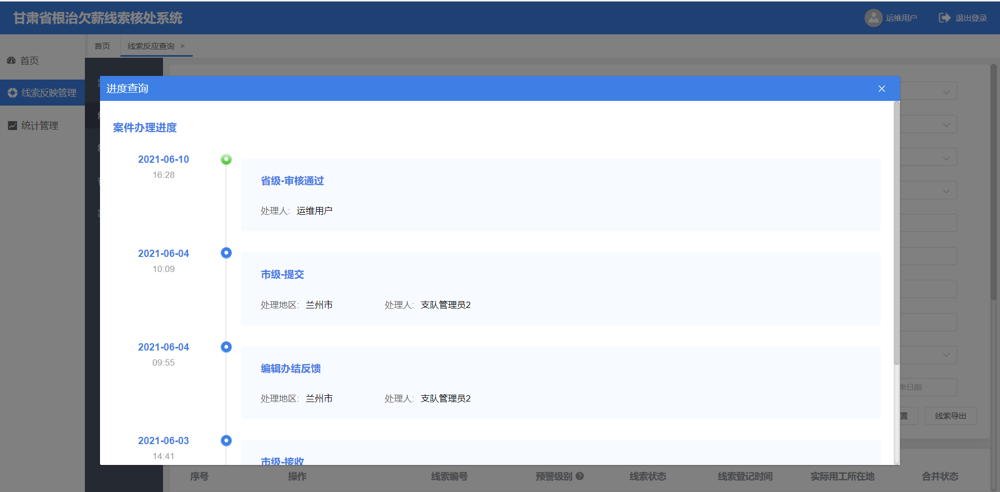 甘肃省根治欠薪线索核处系统
运维用户
退出登录
首页
线索反应查询
首页
线索反映管理
统计管理
进度查询
案件办理进度
2021-06-10
16:28
省级-审核通过
处理人: 运维用户
2021-06-04
10:09
市级-提交
处理地区: 兰州市 处理人: 支队管理员2
2021-06-04
09:55
编辑办结反馈
处理地区: 兰州市 处理人: 支队管理员2
2021-06-03
14:41
市级-接收
束日期
置
线索导出
序号 操作 线索编号 预警级别 线索状态 线索登记时间 实际用工所在地 合并状态